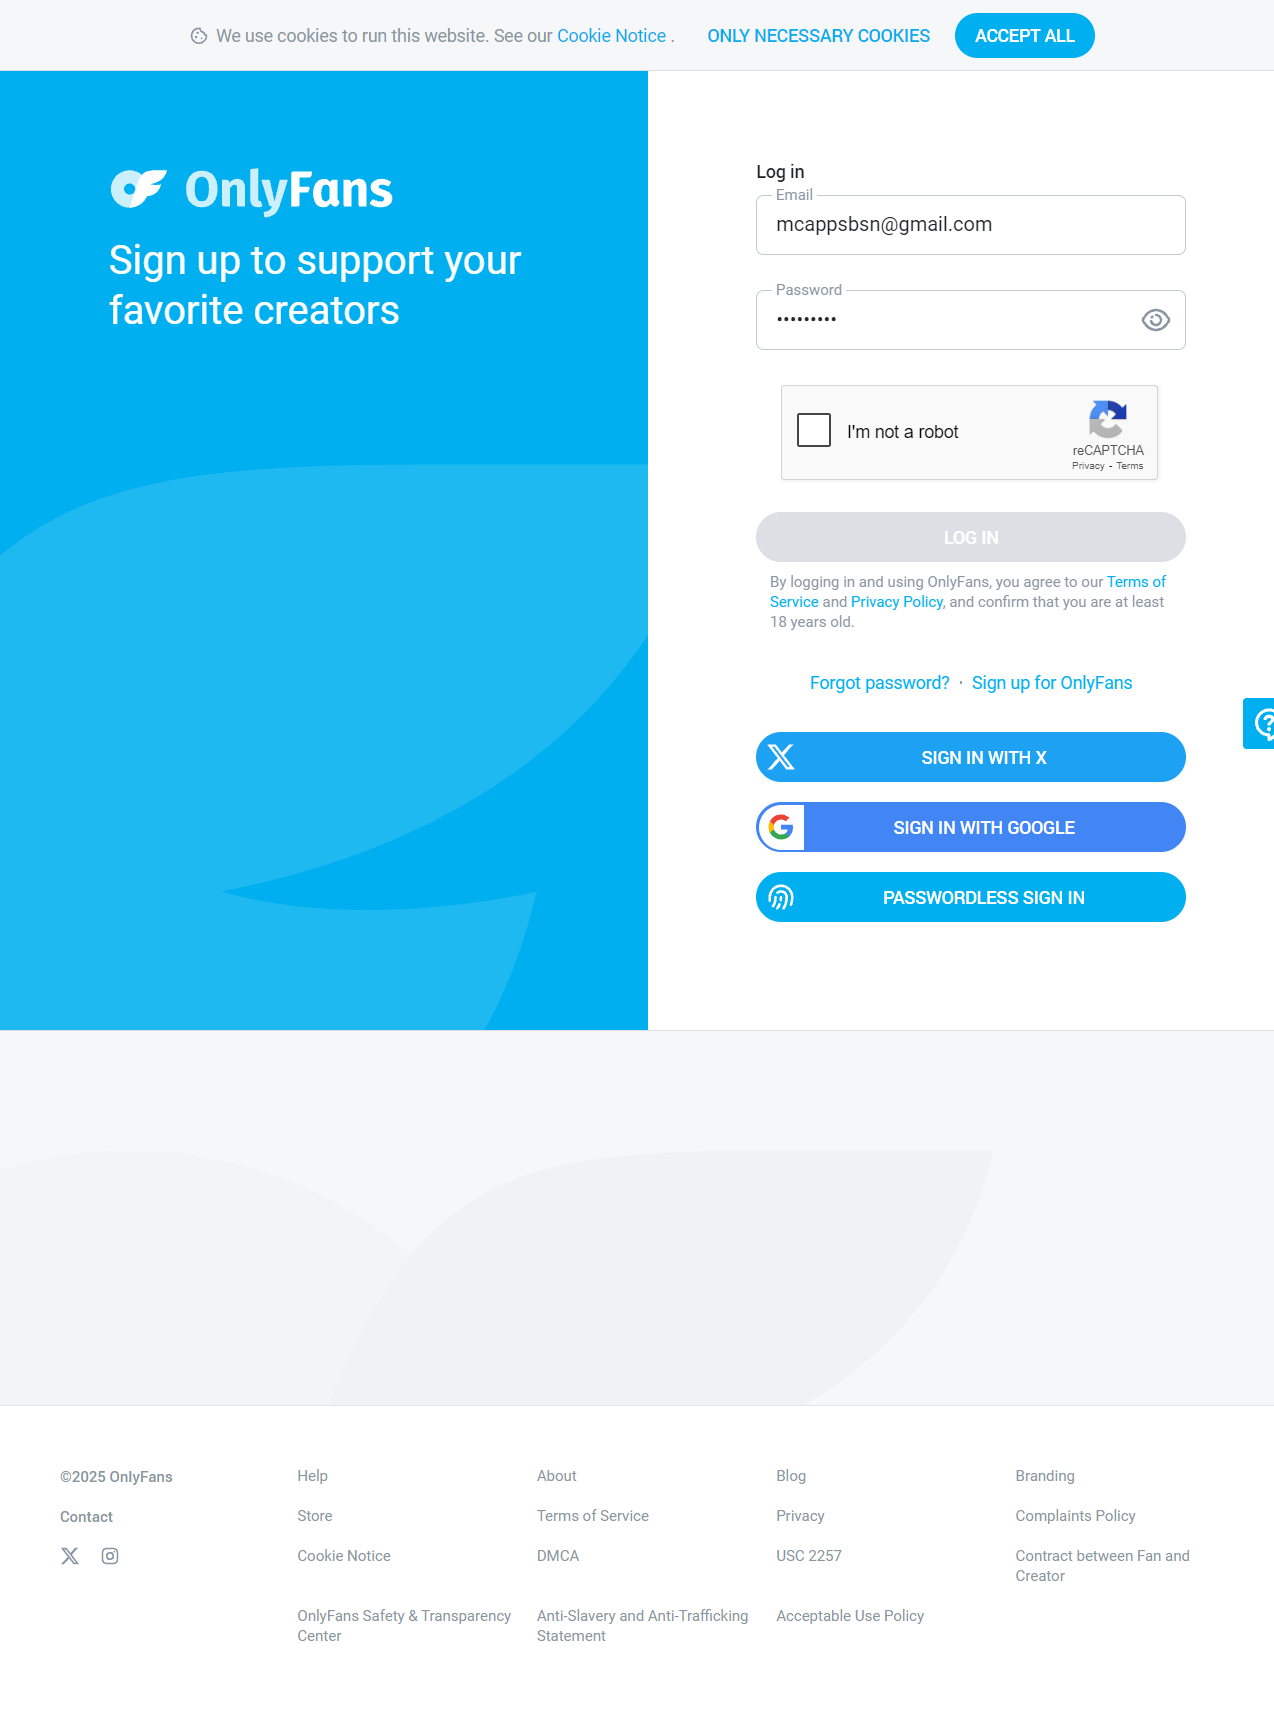 We use cookies to run this website. See our Cookie Notice .
ONLY NECESSARY COOKIES
ACCEPT ALL
OnlyFans
Sign up to support your
favorite creators
Log in
Email
mcappsbsn@gmail.com
Password
•••••••••
I'm not a robot
reCAPTCHA
Privacy - Terms
LOG IN
By logging in and using OnlyFans, you agree to our Terms of
Service and Privacy Policy, and confirm that you are at least
18 years old.
Forgot password? · Sign up for OnlyFans
SIGN IN WITH X
SIGN IN WITH GOOGLE
PASSWORDLESS SIGN IN
©2025 OnlyFans
Contact
Help
About
Blog
Branding
Store
Terms of Service
Privacy
Complaints Policy
Cookie Notice
DMCA
USC 2257
Contract between Fan and
Creator
OnlyFans Safety & Transparency
Center
Anti-Slavery and Anti-Trafficking
Statement
Acceptable Use Policy